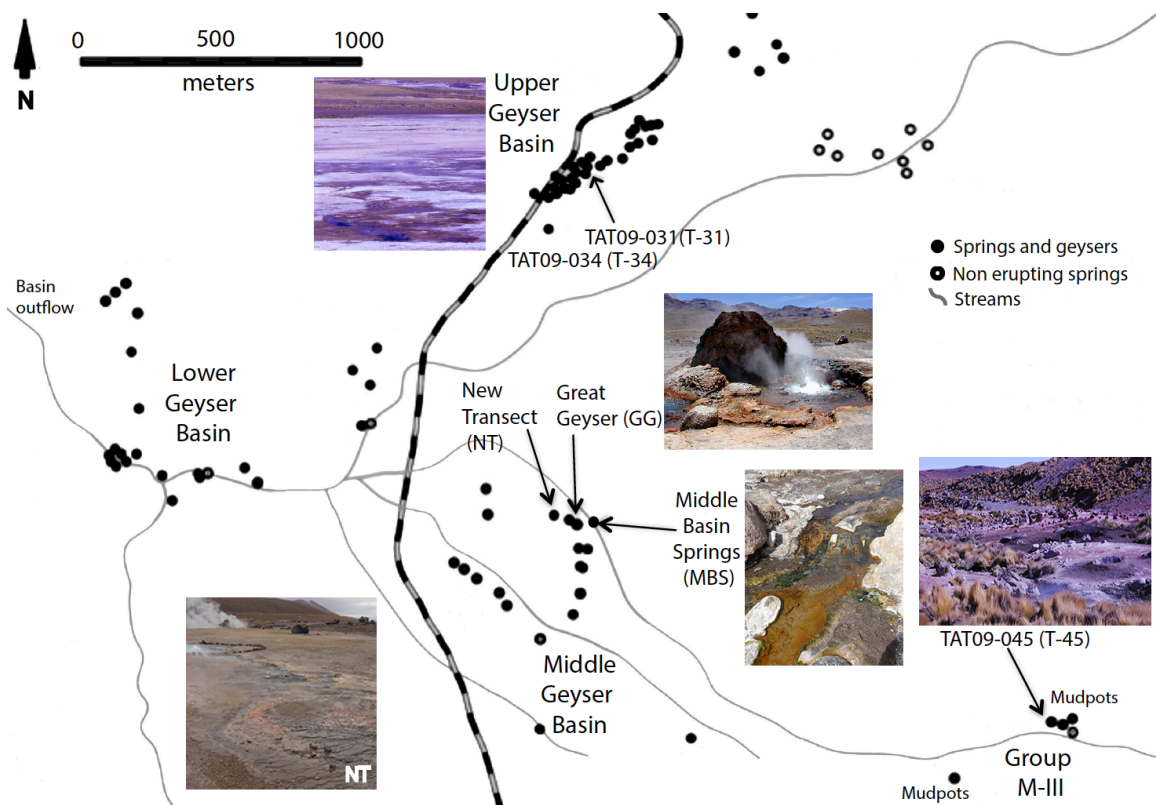 0 500 1000
meters
N
Upper
Geyser
Basin
TAT09-031(T-31)
TAT09-034 (T-34)
Springs and geysers
Non erupting springs
Streams
Basin
outflow
Lower
Geyser
Basin
New
Transect
(NT)
Great
Geyser (GG)
Middle
Basin
Springs
(MBS)
TAT09-045 (T-45)
Middle
Geyser
Basin
Mudpots
Group
M-III
Mudpots
NT